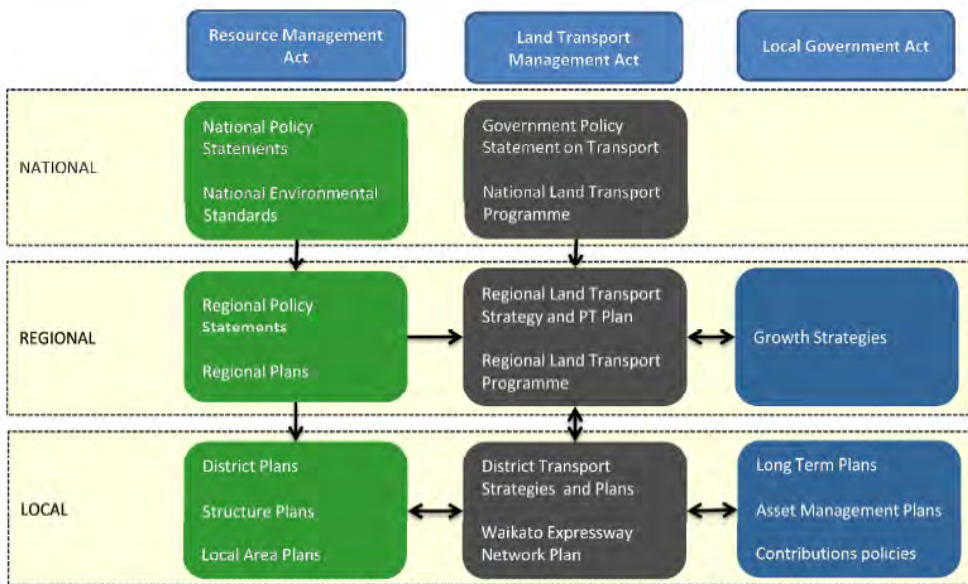 Resource Management
Act
Land Transport
Management Act
Local Government Act
NATIONAL
National Policy
Statements
National Environmental
Standards
Government Policy
Statement on Transport
National Land Transport
Programme
REGIONAL
Regional Policy
Statements
Regional Plans
Regional Land Transport
Strategy and PT Plan
Regional Land Transport
Programme
Growth Strategies
LOCAL
District Plans
Structure Plans
Local Area Plans
District Transport
Strategies and Plans
Waikato Expressway
Network Plan
Long Term Plans
Asset Management Plans
Contributions policies